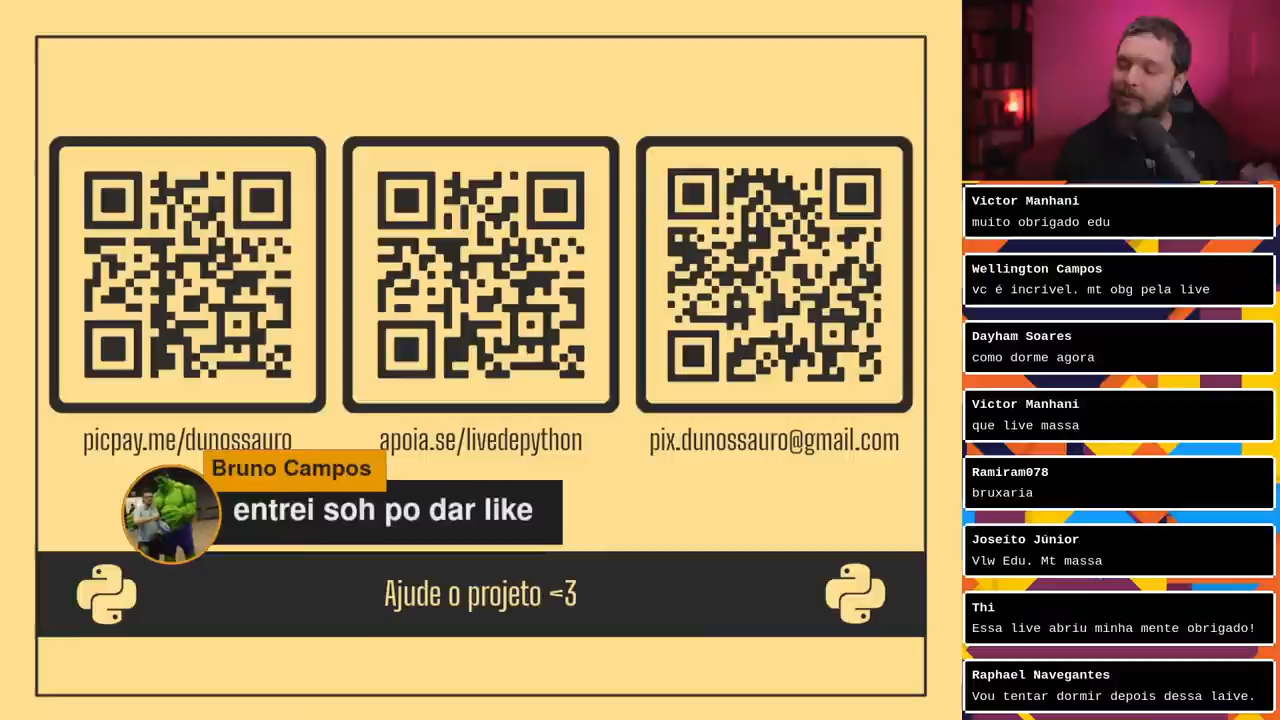 picpay.me/dunossauro
apoia.se/livedepython
pix.dunossauro@gmail.com
Bruno Campos
entrei soh po dar like
Ajude o projeto <3
Victor Manhani
muito obrigado edu
Wellington Campos
vc é incrivel. mt obg pela live
Dayham Soares
como dorme agora
Victor Manhani
que live massa
Ramiram078
bruxaria
Joseíto Júnior
Vlw Edu. Mt massa
Thi
Essa live abriu minha mente obrigado!
Raphael Navegantes
Vou tentar dormir depois dessa laive.